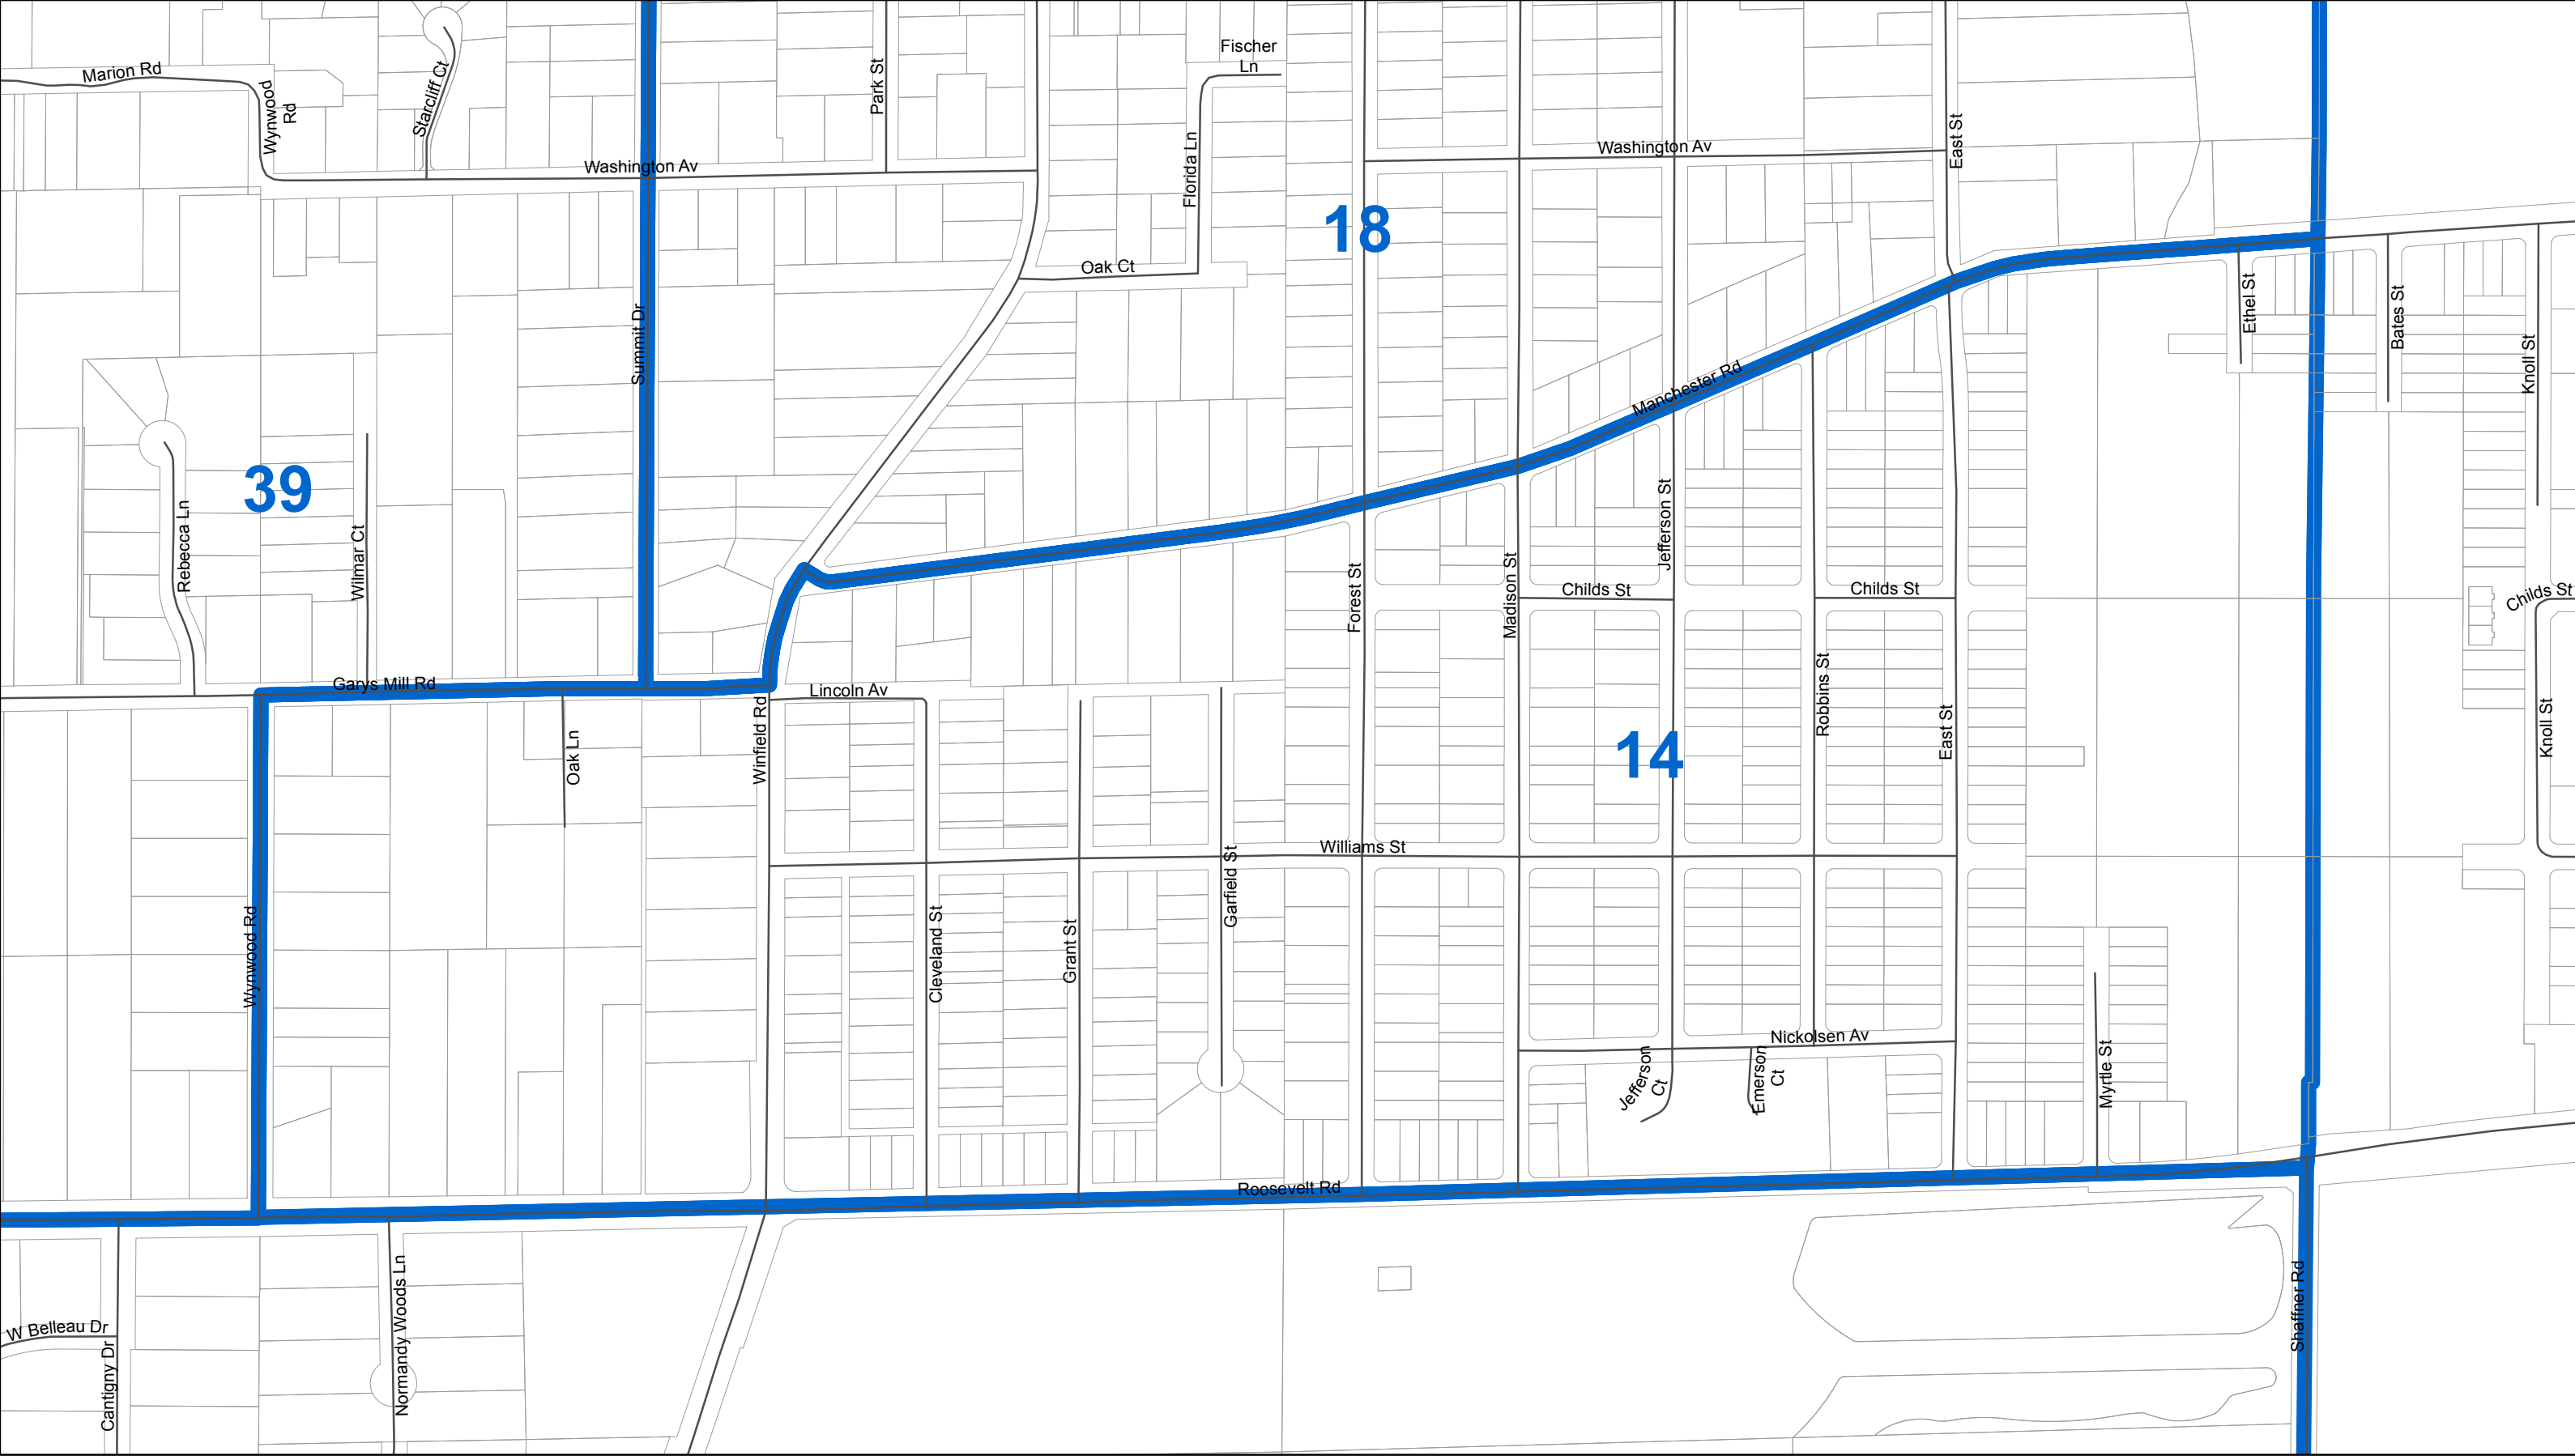 Fischer
Ln
Marion Rd
Wynwood
Rd
Starcliff Ct
Park St
Washington Av
Florida Ln
Washington Av
East St
18
Oak Ct
Summit Dr
Ethel St
Bates St
Knoll St
Manchester Rd
39
Rebecca Ln
Wilmar Ct
Jefferson St
Forest St
Madison St
Childs St
Childs St
Childs St
Garys Mill Rd
Lincoln Av
Winfield Rd
Oak Ln
Robbins St
East St
14
Knoll St
Williams St
Garfield St
Wynwood Rd
Cleveland St
Grant St
Nickolsen Av
Jefferson
Ct
Emerson
Ct
Myrtle St
Roosevelt Rd
Shaffner Rd
W Belleau Dr
Cantigny Dr
Normandy Woods Ln